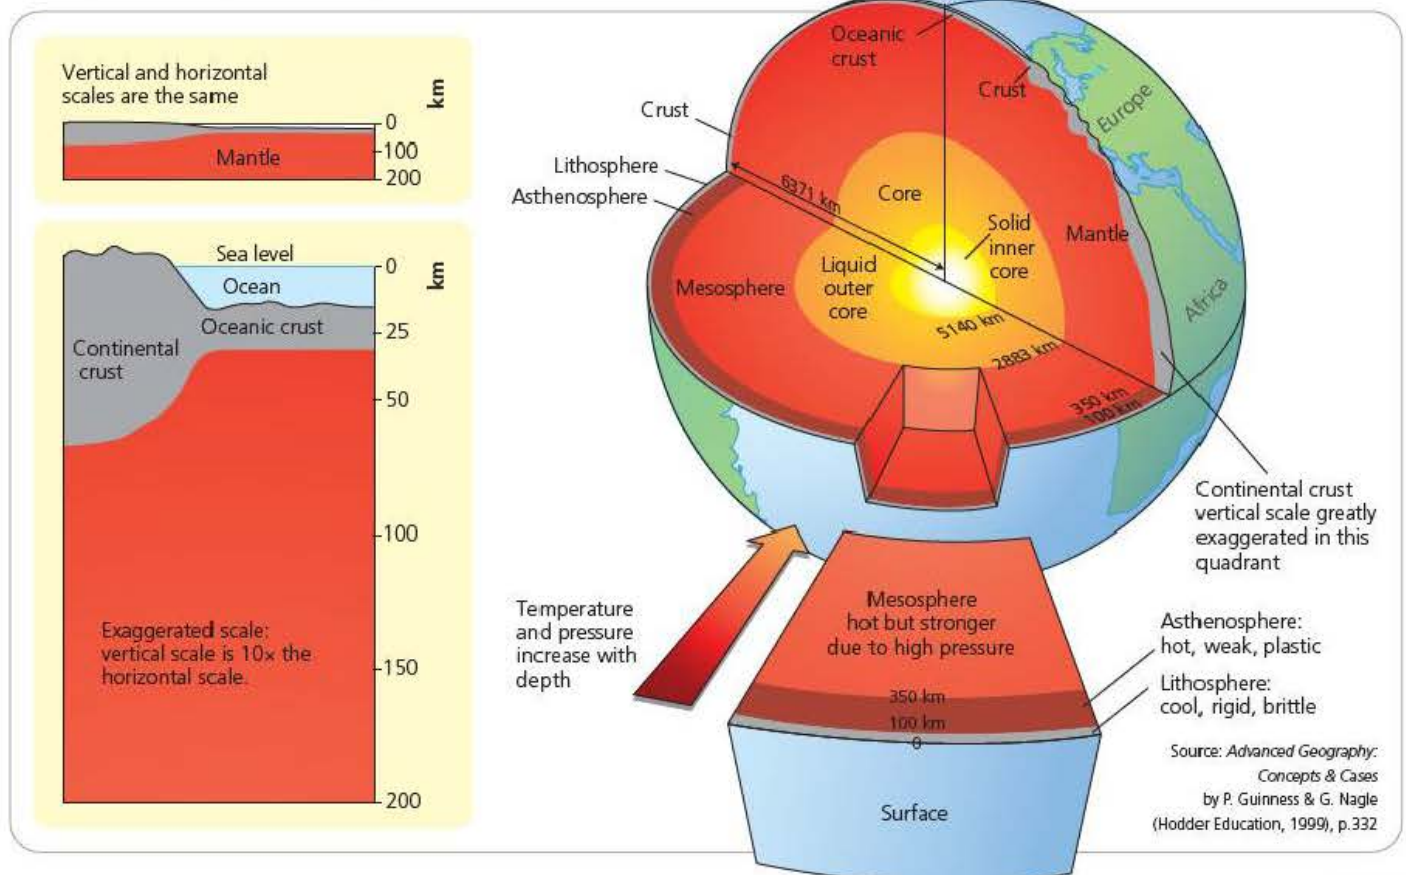 Vertical and horizontal
scales are the same
km
0
100
200
Mantle
Sea level
Ocean
Oceanic crust
Continental
crust
km
0
25
50
100
150
200
Exaggerated scale:
vertical scale is 10x the
horizontal scale.
Oceanic
crust
Crust
Crust
Europe
Lithosphere
Asthenosphere
6371 km
Core
Solid
inner
core
Mantle
Africa
Mesosphere
Liquid
outer
core
5140 km
2883 km
350 km
100 km
Continental crust
vertical scale greatly
exaggerated in this
quadrant
Temperature
and pressure
increase with
depth
Mesosphere
hot but stronger
due to high pressure
350 km
100 km
0
Surface
Asthenosphere:
hot, weak, plastic
Lithosphere:
cool, rigid, brittle
Source: Advanced Geography:
Concepts & Cases
by P. Guinness & G. Nagle
(Hodder Education, 1999), p.332